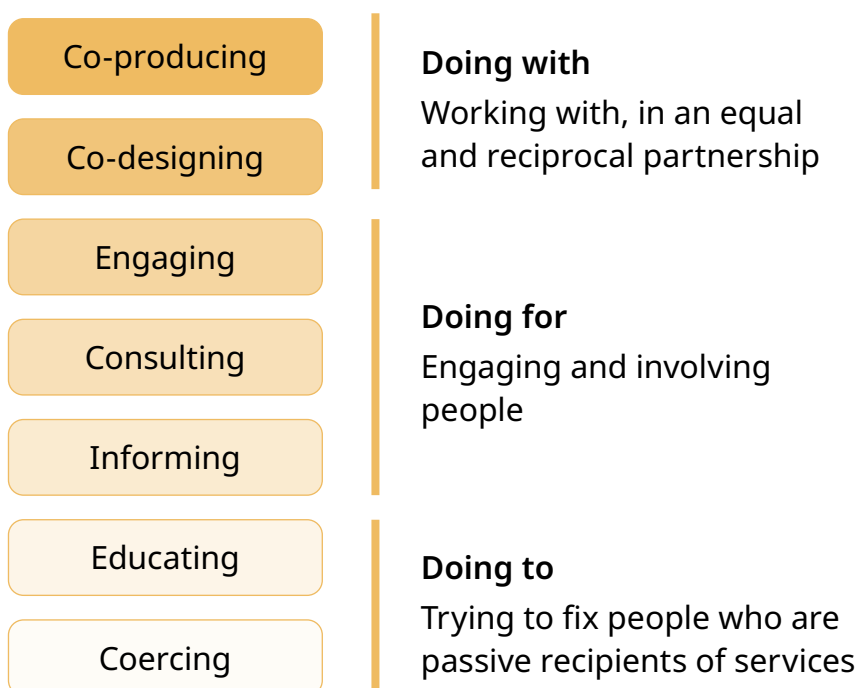 Co-producing
Co-designing
Doing with
Working with, in an equal
and reciprocal partnership
Engaging
Consulting
Informing
Doing for
Engaging and involving
people
Educating
Coercing
Doing to
Trying to fix people who are
passive recipients of services